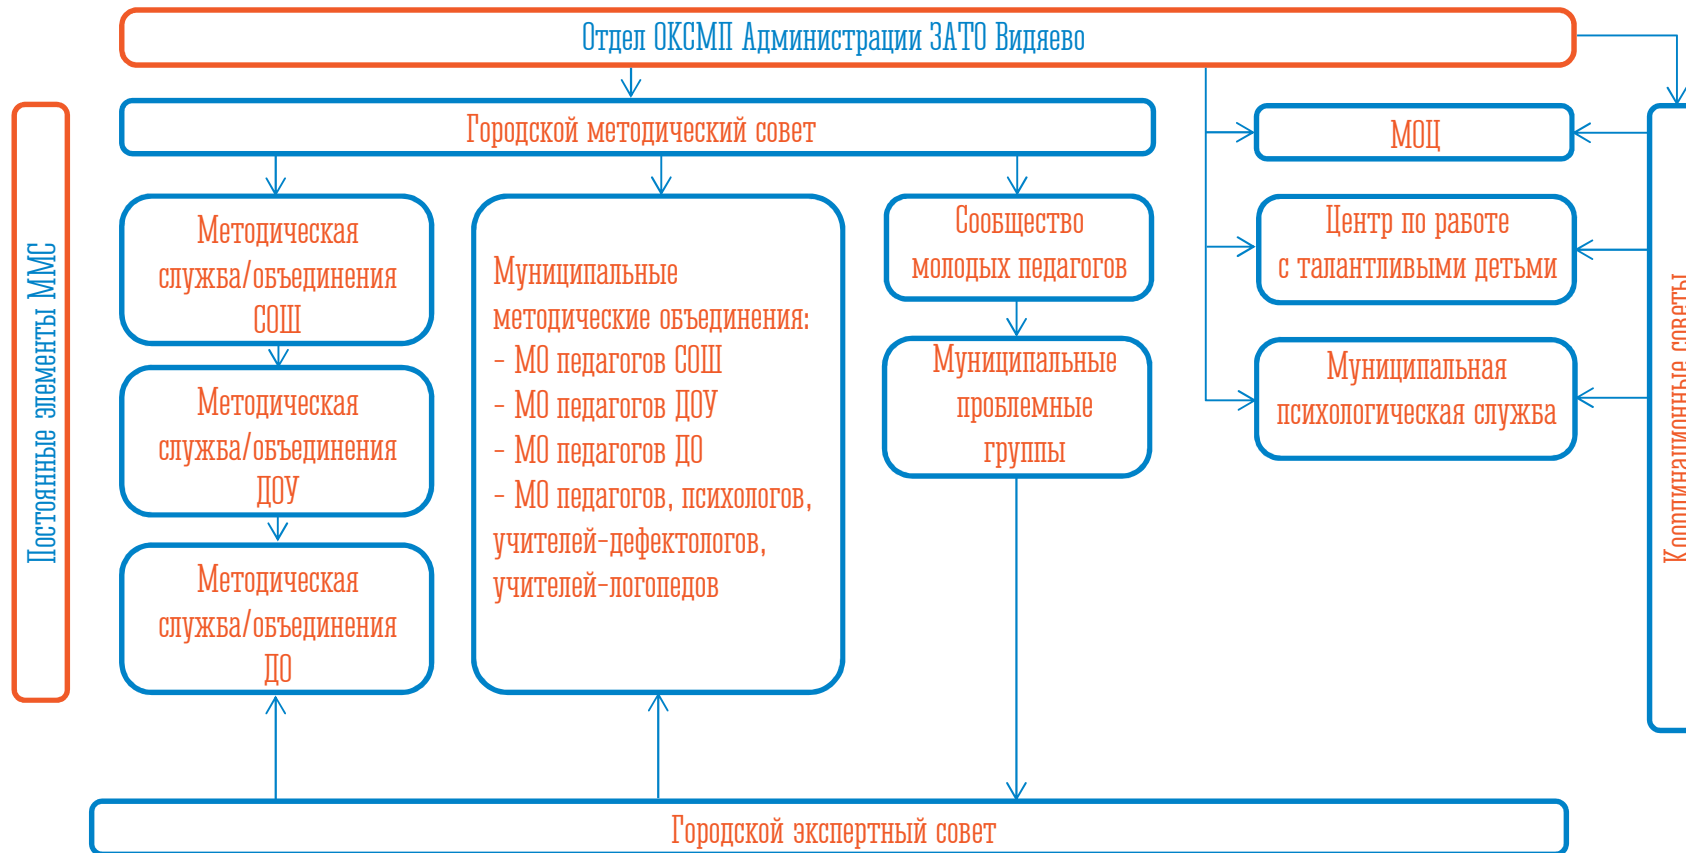 Отдел ОКСМП Администрации ЗАТО Видяево
Городской методический совет
МОЦ
Постоянные элементы ММС
Методическая
служба/объединения
СОШ
Методическая
служба/объединения
ДОУ
Методическая
служба/объединения
ДО
Муниципальные
методические объединения:
- МО педагогов СОШ
- МО педагогов ДОУ
- МО педагогов ДО
- МО педагогов, психологов,
учителей-дефектологов,
учителей-логопедов
Сообщество
молодых педагогов
Муниципальные
проблемные
группы
Центр по работе
с талантливыми детьми
Муниципальная
психологическая служба
Координационные советы
Городской экспертный совет